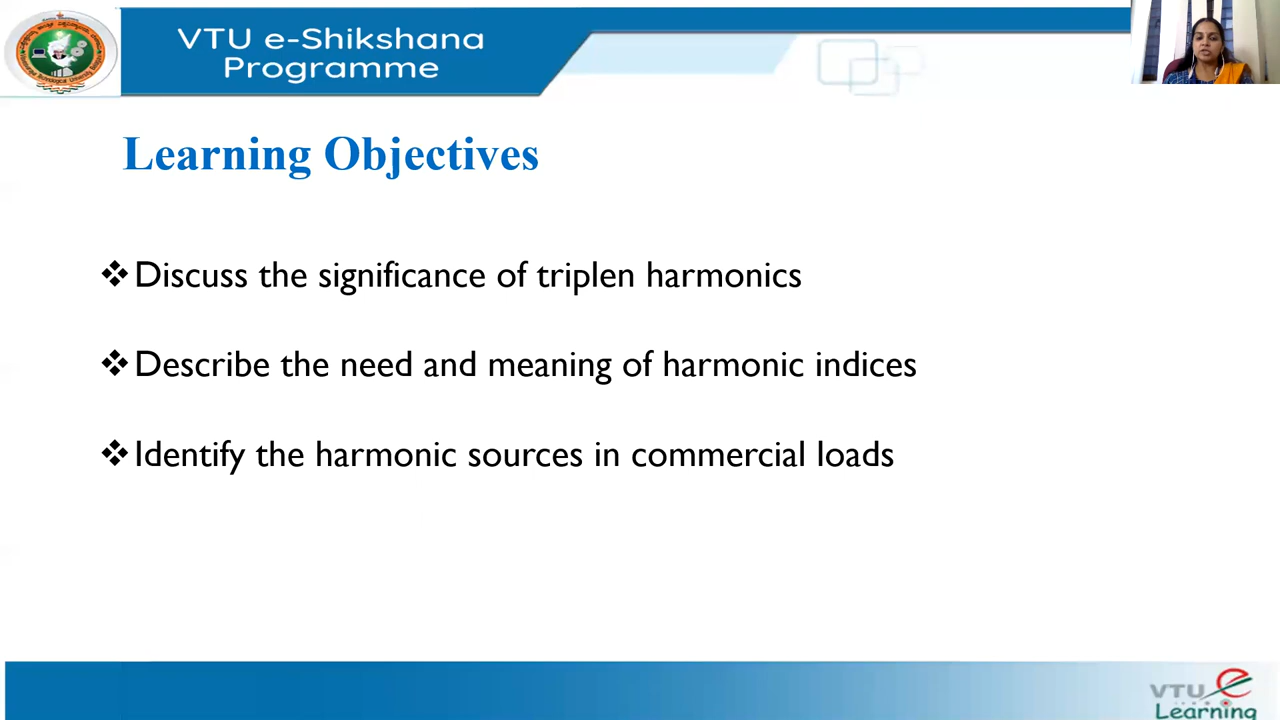 VTU e-Shikshana
Programme
Learning Objectives
❖Discuss the significance of triplen harmonics
❖Describe the need and meaning of harmonic indices
❖Identify the harmonic sources in commercial loads
VTU e
Learning